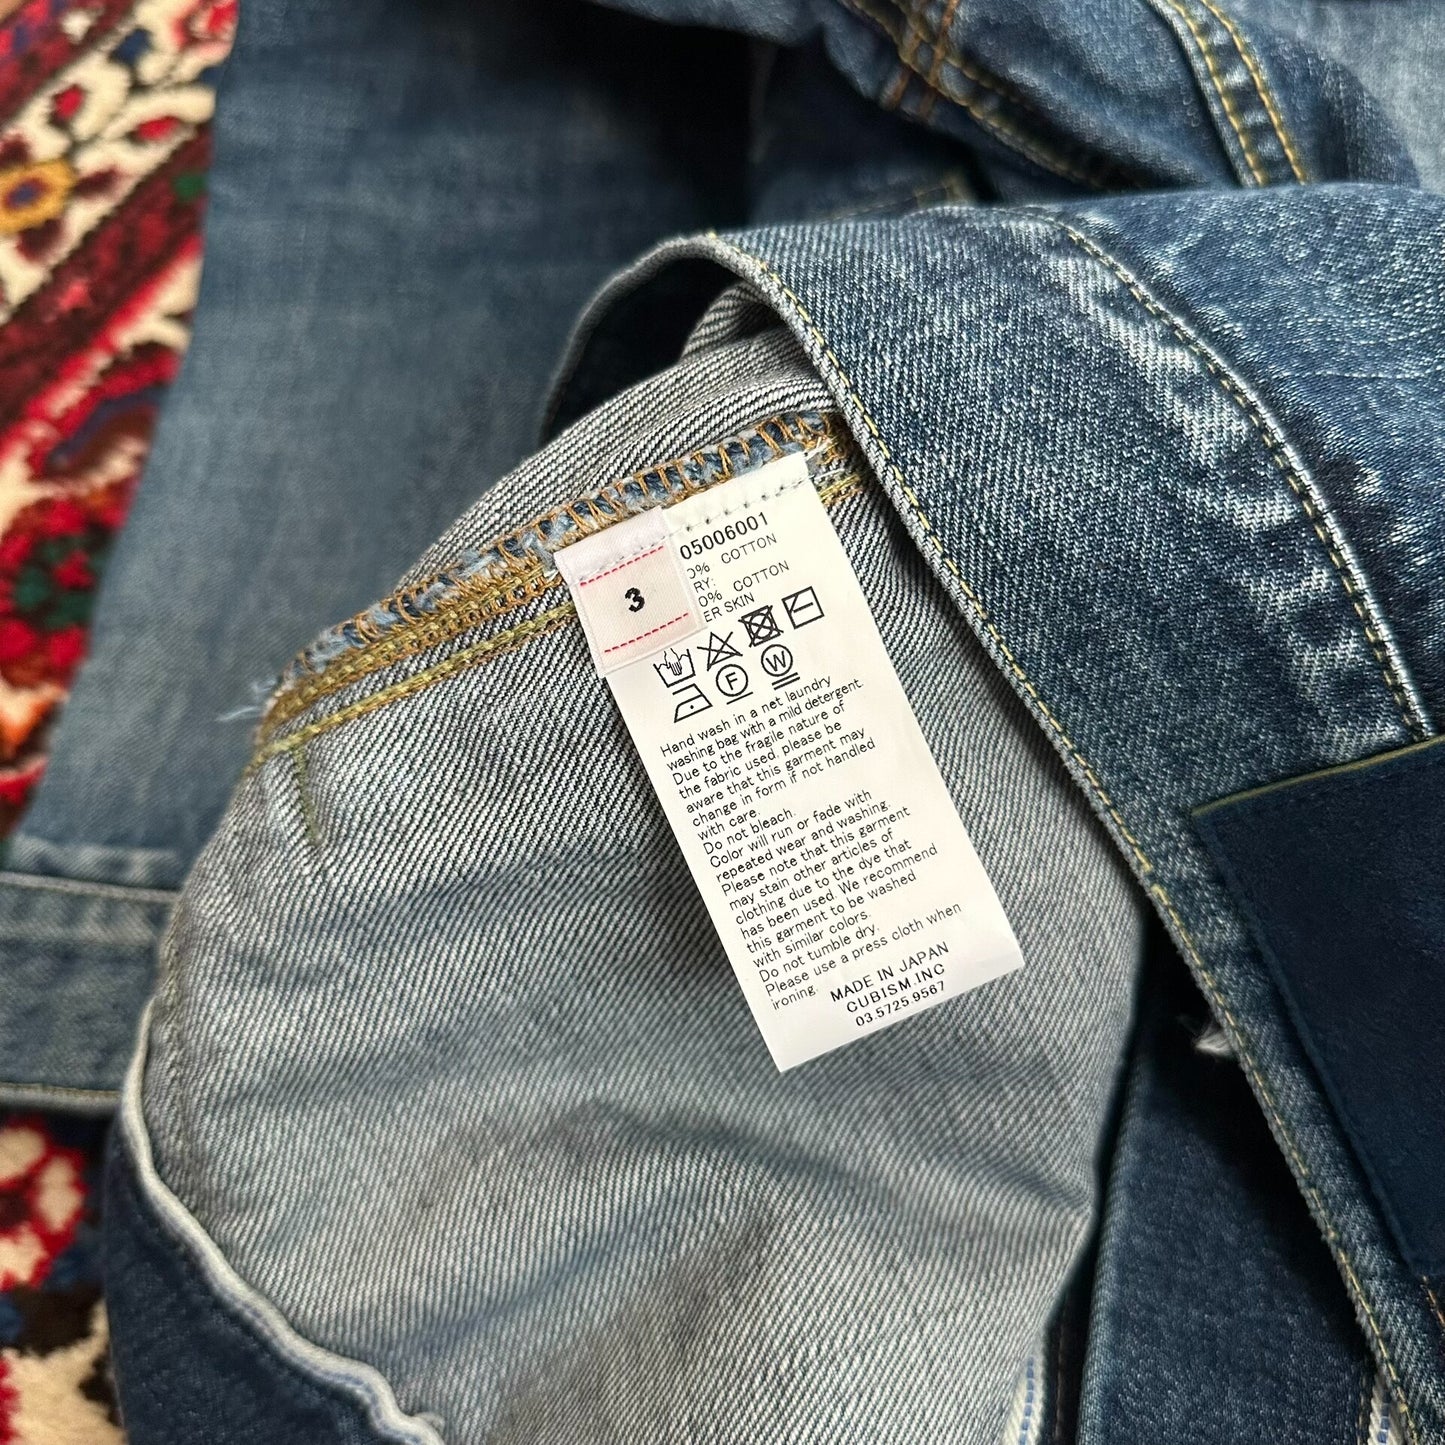 3
05006001
0% COTTON
RY:
0% COTTON
ER SKIN
F
W
Hand wash in a net laundry
washing bag with a mild detergent
Due to the fragile nature of
the fabric used, please be
aware that this garment may
change in form if not handled
with care.
Do not bleach.
Color will run or fade with
repeated wear and washing.
Please note that this garment
may stain other articles of
clothing due to the dye that
has been used. We recommend
this garment to be washed
with similar colors.
Do not tumble dry.
Please use a press cloth when
ironing.
MADE IN JAPAN
CUBISM.INC
03.5725.9567